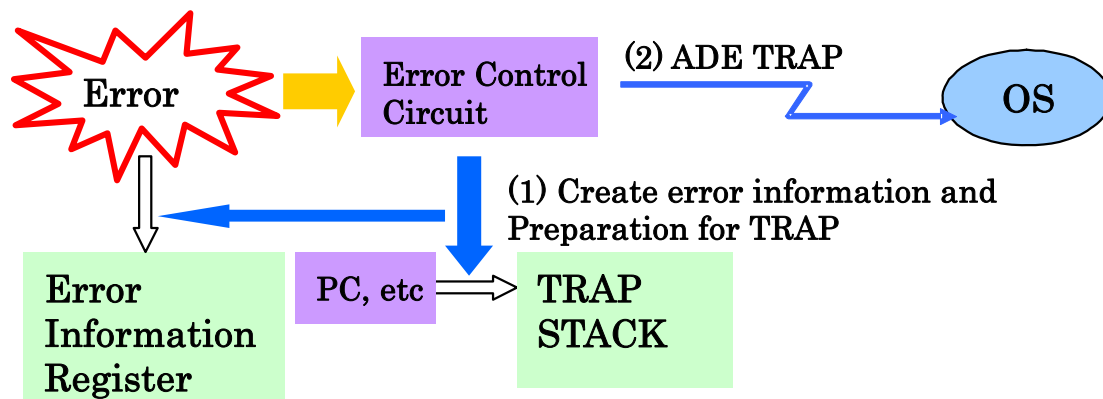 Error
Error Control
Circuit
(2) ADE TRAP
OS
(1) Create error information and
Preparation for TRAP
Error
Information
Register
PC, etc
TRAP
STACK